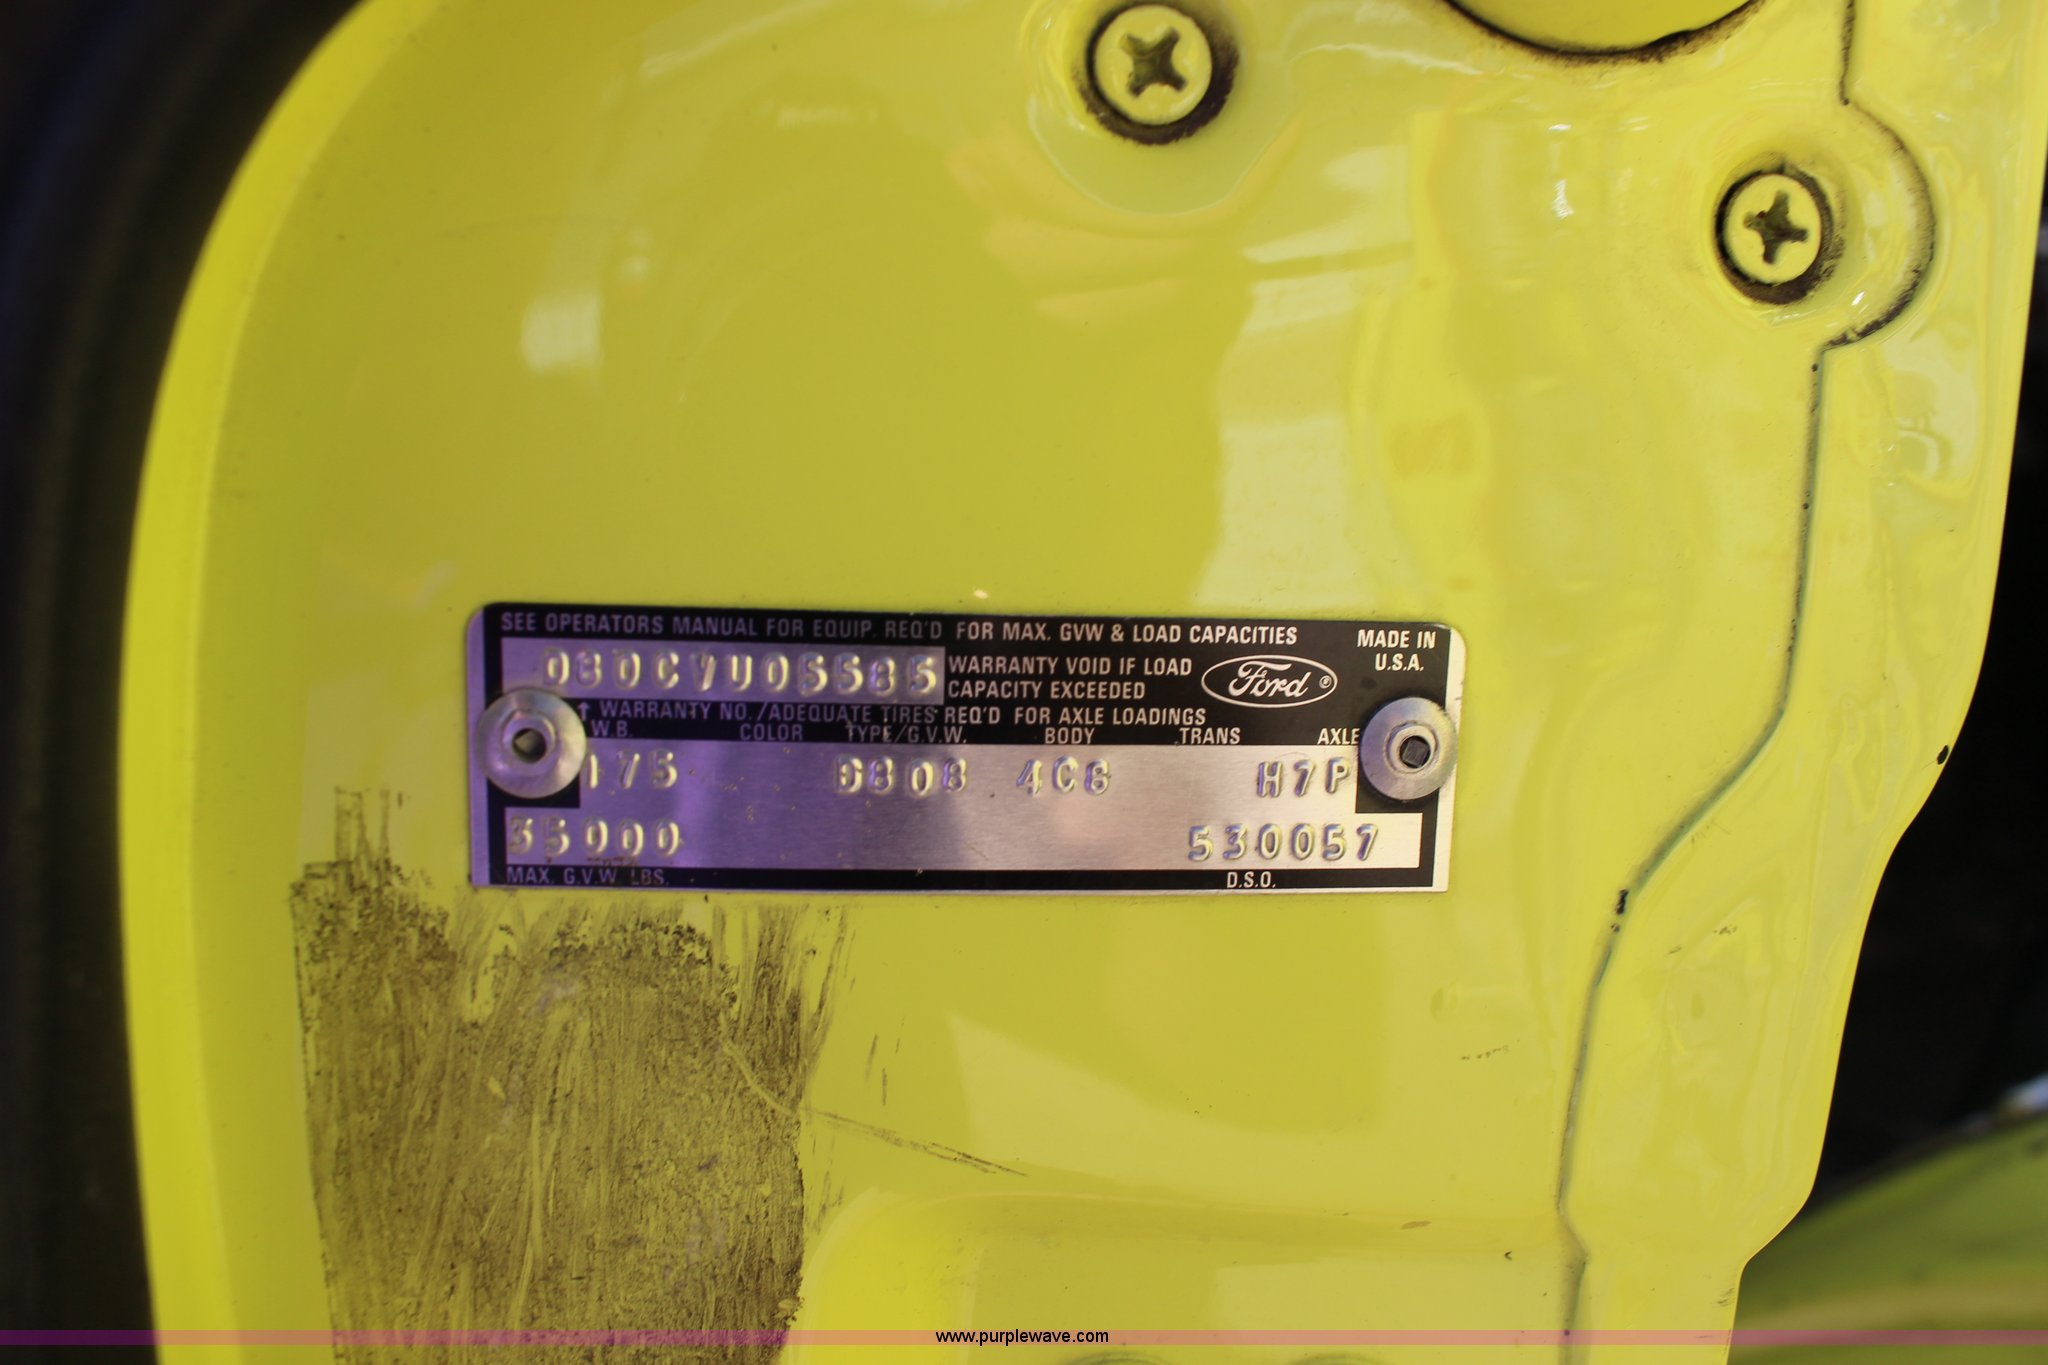 SEE OPERATORS MANUAL FOR EQUIP. REQ'D FOR MAX. GVW & LOAD CAPACITIES
MADE IN
U.S.A.
WARRANTY VOID IF LOAD
CAPACITY EXCEEDED
Ford®
↑ WARRANTY NO./ADEQUATE TIRES REQ'D FOR AXLE LOADINGS
W.B. COLOR TYPE/G.V.W. BODY TRANS AXLE
175 4C8 H7P
35000 530057
MAX. G.V.W LBS. D.S.O.
www.purplewave.com